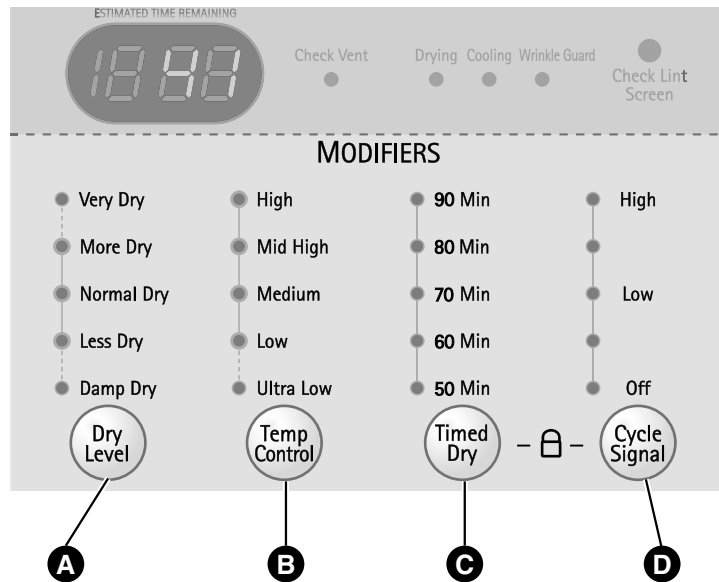 ESTIMATED TIME REMAINING
Check Vent Drying Cooling Wrinkle Guard
Check Lint
Screen
MODIFIERS
Very Dry High 90 Min High
More Dry Mid High 80 Min
Normal Dry Medium 70 Min Low
Less Dry Low 60 Min
Damp Dry Ultra Low 50 Min Off
Dry Temp Timed Cycle
Level Control Dry Signal
A B C D